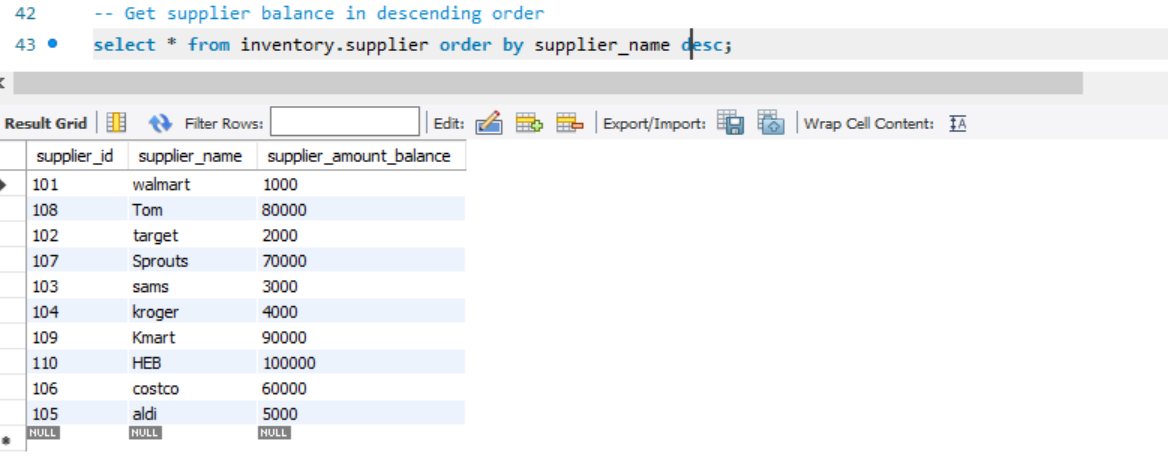 42 -- Get supplier balance in descending order
43 select * from inventory.supplier order by supplier_name desc;
Result Grid Filter Rows: Edit: Export/Import: Wrap Cell Content: IA
supplier_id supplier_name supplier_amount_balance
101 walmart 1000
108 Tom 80000
102 target 2000
107 Sprouts 70000
103 sams 3000
104 kroger 4000
109 Kmart 90000
110 HEB 100000
106 costco 60000
105 aldi 5000
NULL NULL NULL